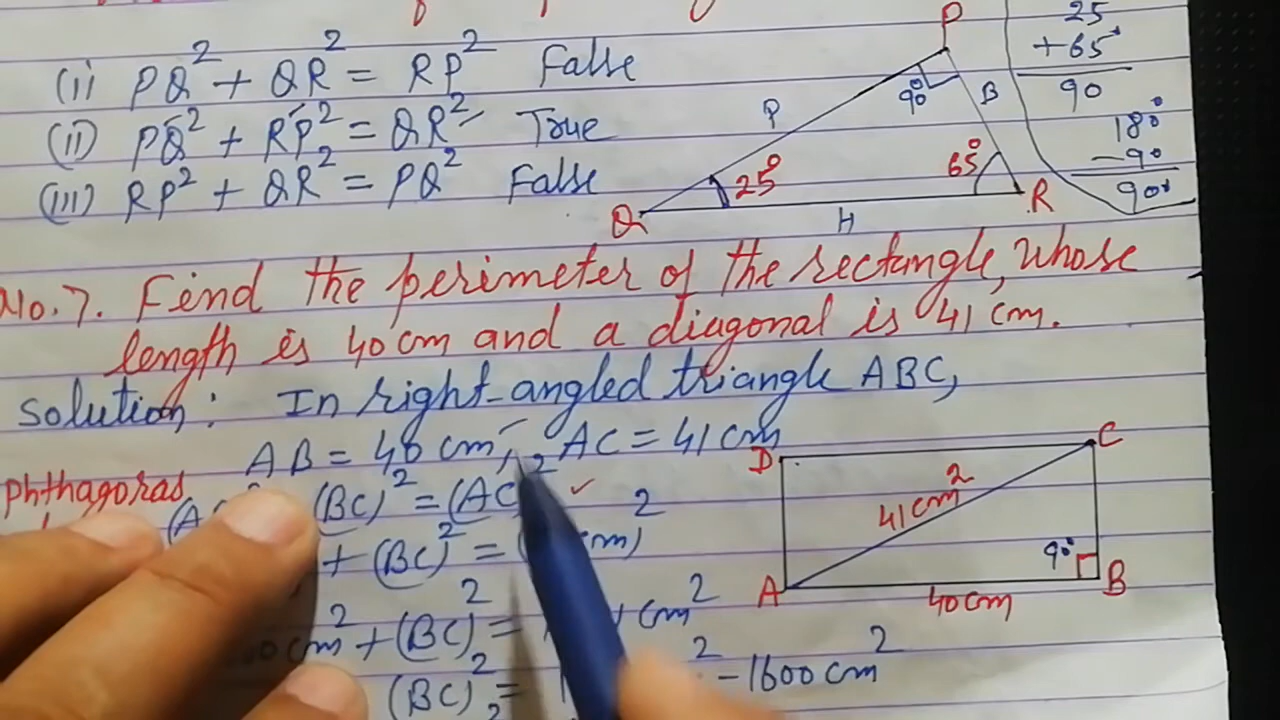 (i) PQ² + QR² = RP² False
(ii) PQ² + RP² = QR² True
(iii) RP² + QR² = PQ² False
P
P
90°
B
25°
65°
Q
H
R
25
+65°
90
180
-90
90°
No. 7. Find the perimeter of the rectangle, whose
length is 40 cm and a diagonal is 41 cm.
Solution: In right-angled triangle ABC,
AB = 40 cm, AC = 41 cm
Phthagoras
(BC)² = (AC)²
+ (BC)² = cm)²
cm² + (BC)² = cm²
(BC)² = - 1600 cm²
D
C
41 cm²
90°
A
40 cm
B